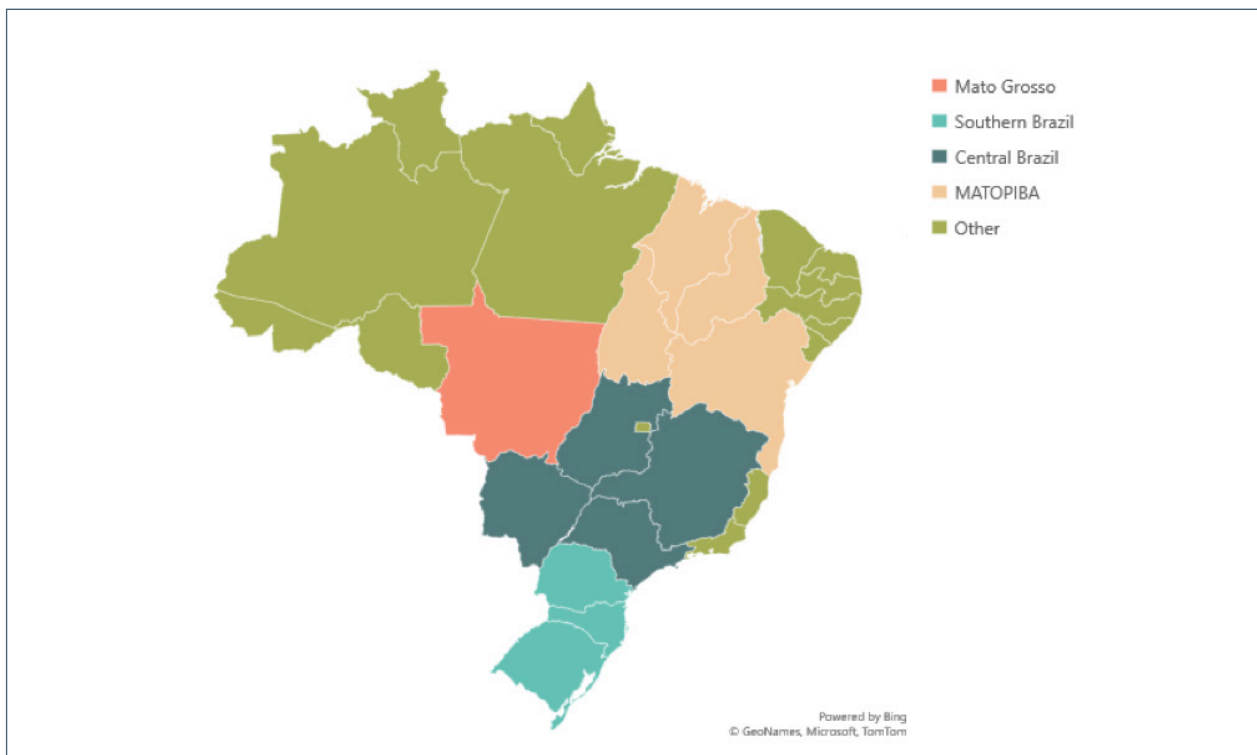 Mato Grosso
Southern Brazil
Central Brazil
MATOPIBA
Other
Powered by Bing
© GeoNames, Microsoft, TomTom